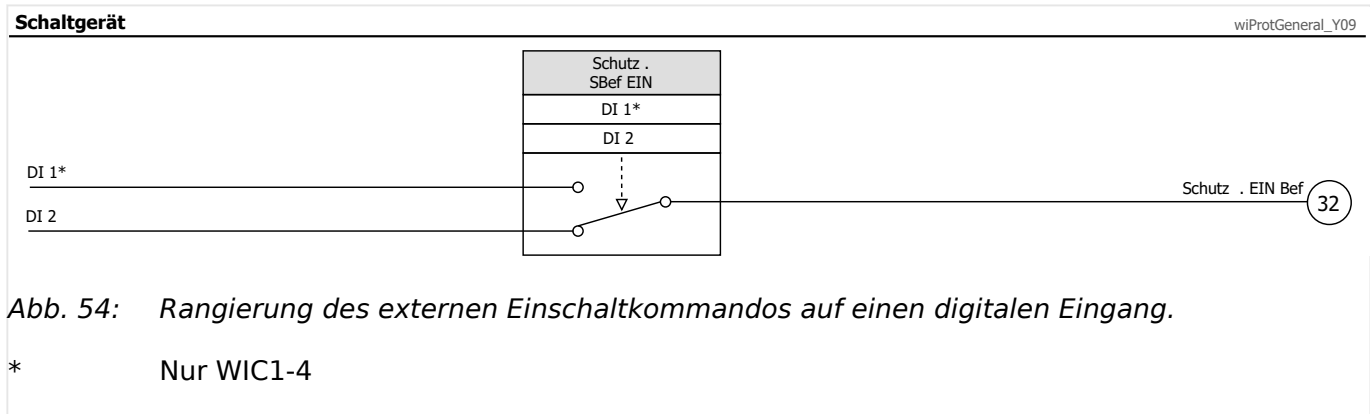 Schaltgerät wiProtGeneral_Y09
Schutz .
SBef EIN
DI 1*
DI 2
DI 1*
Schutz . EIN Bef
32
DI 2
Abb. 54: Rangierung des externen Einschaltkommandos auf einen digitalen Eingang.
* Nur WIC1-4